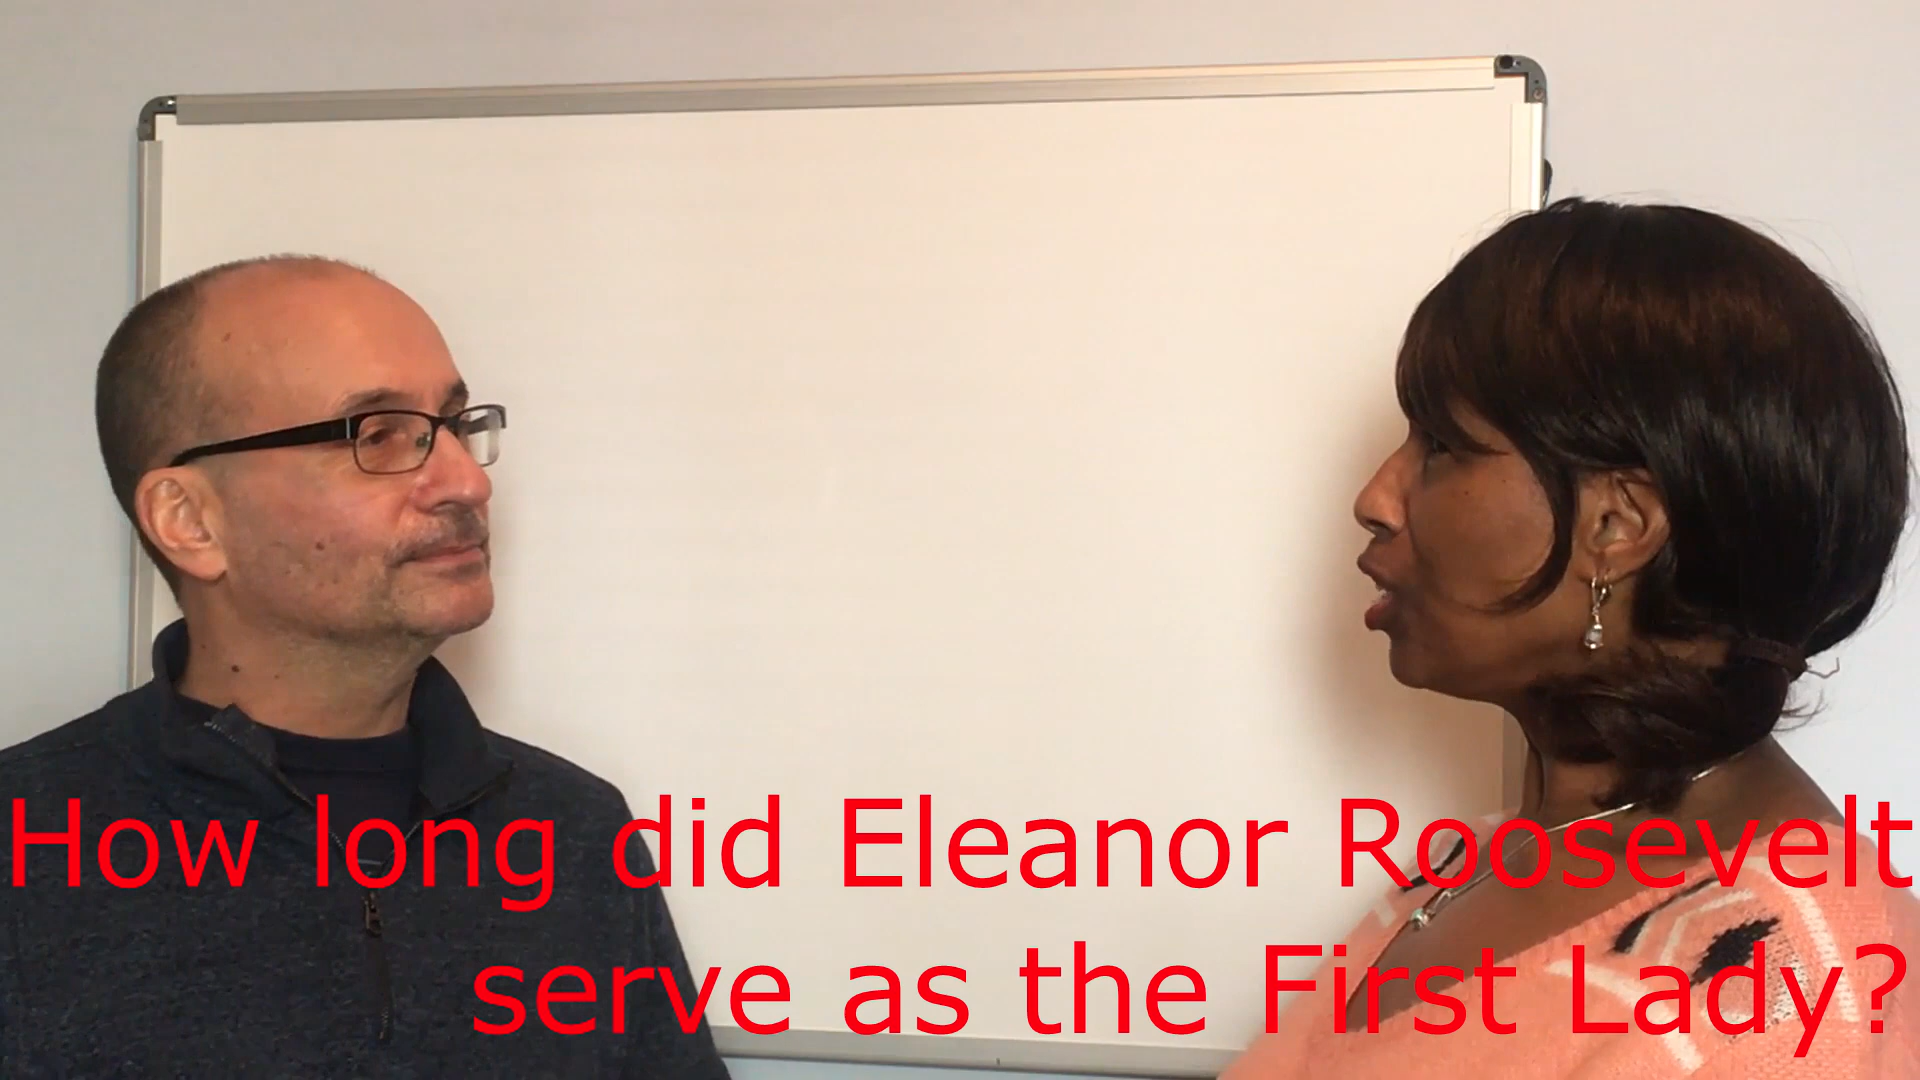 How long did Eleanor Roosevelt
serve as the First Lady?